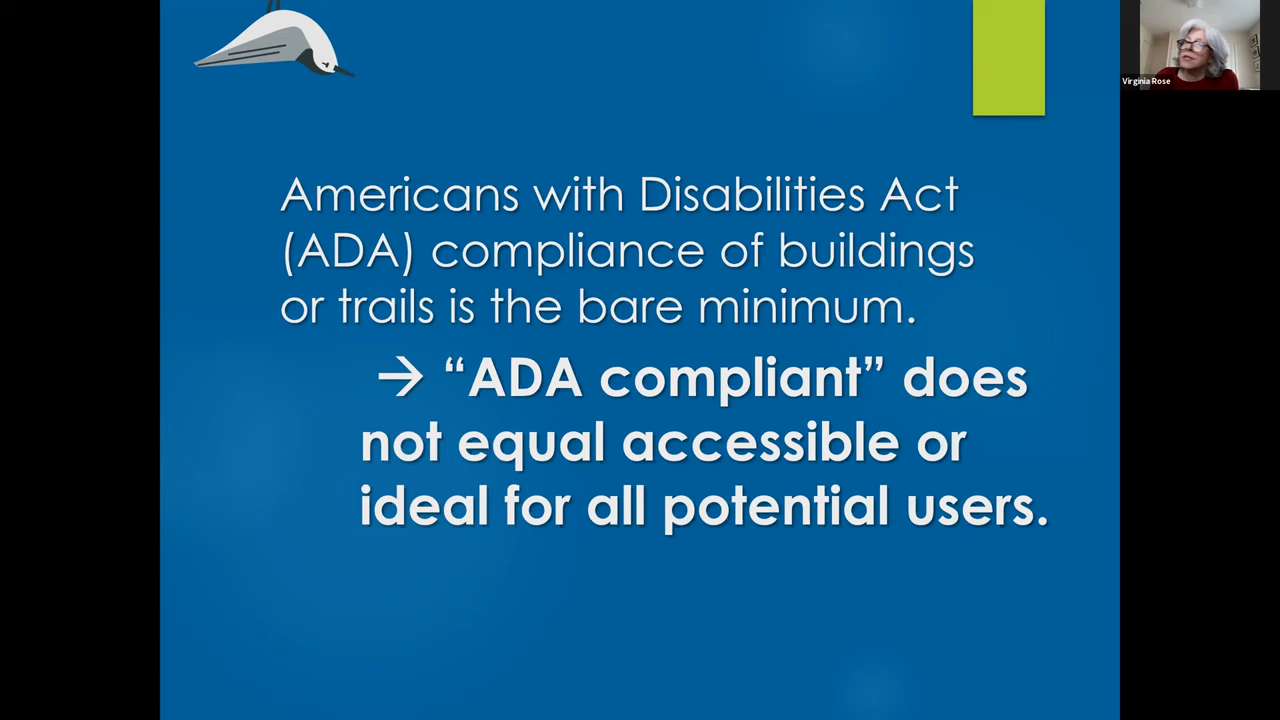 Virginia Rose
Americans with Disabilities Act
(ADA) compliance of buildings
or trails is the bare minimum.
→ “ADA compliant” does
not equal accessible or
ideal for all potential users.